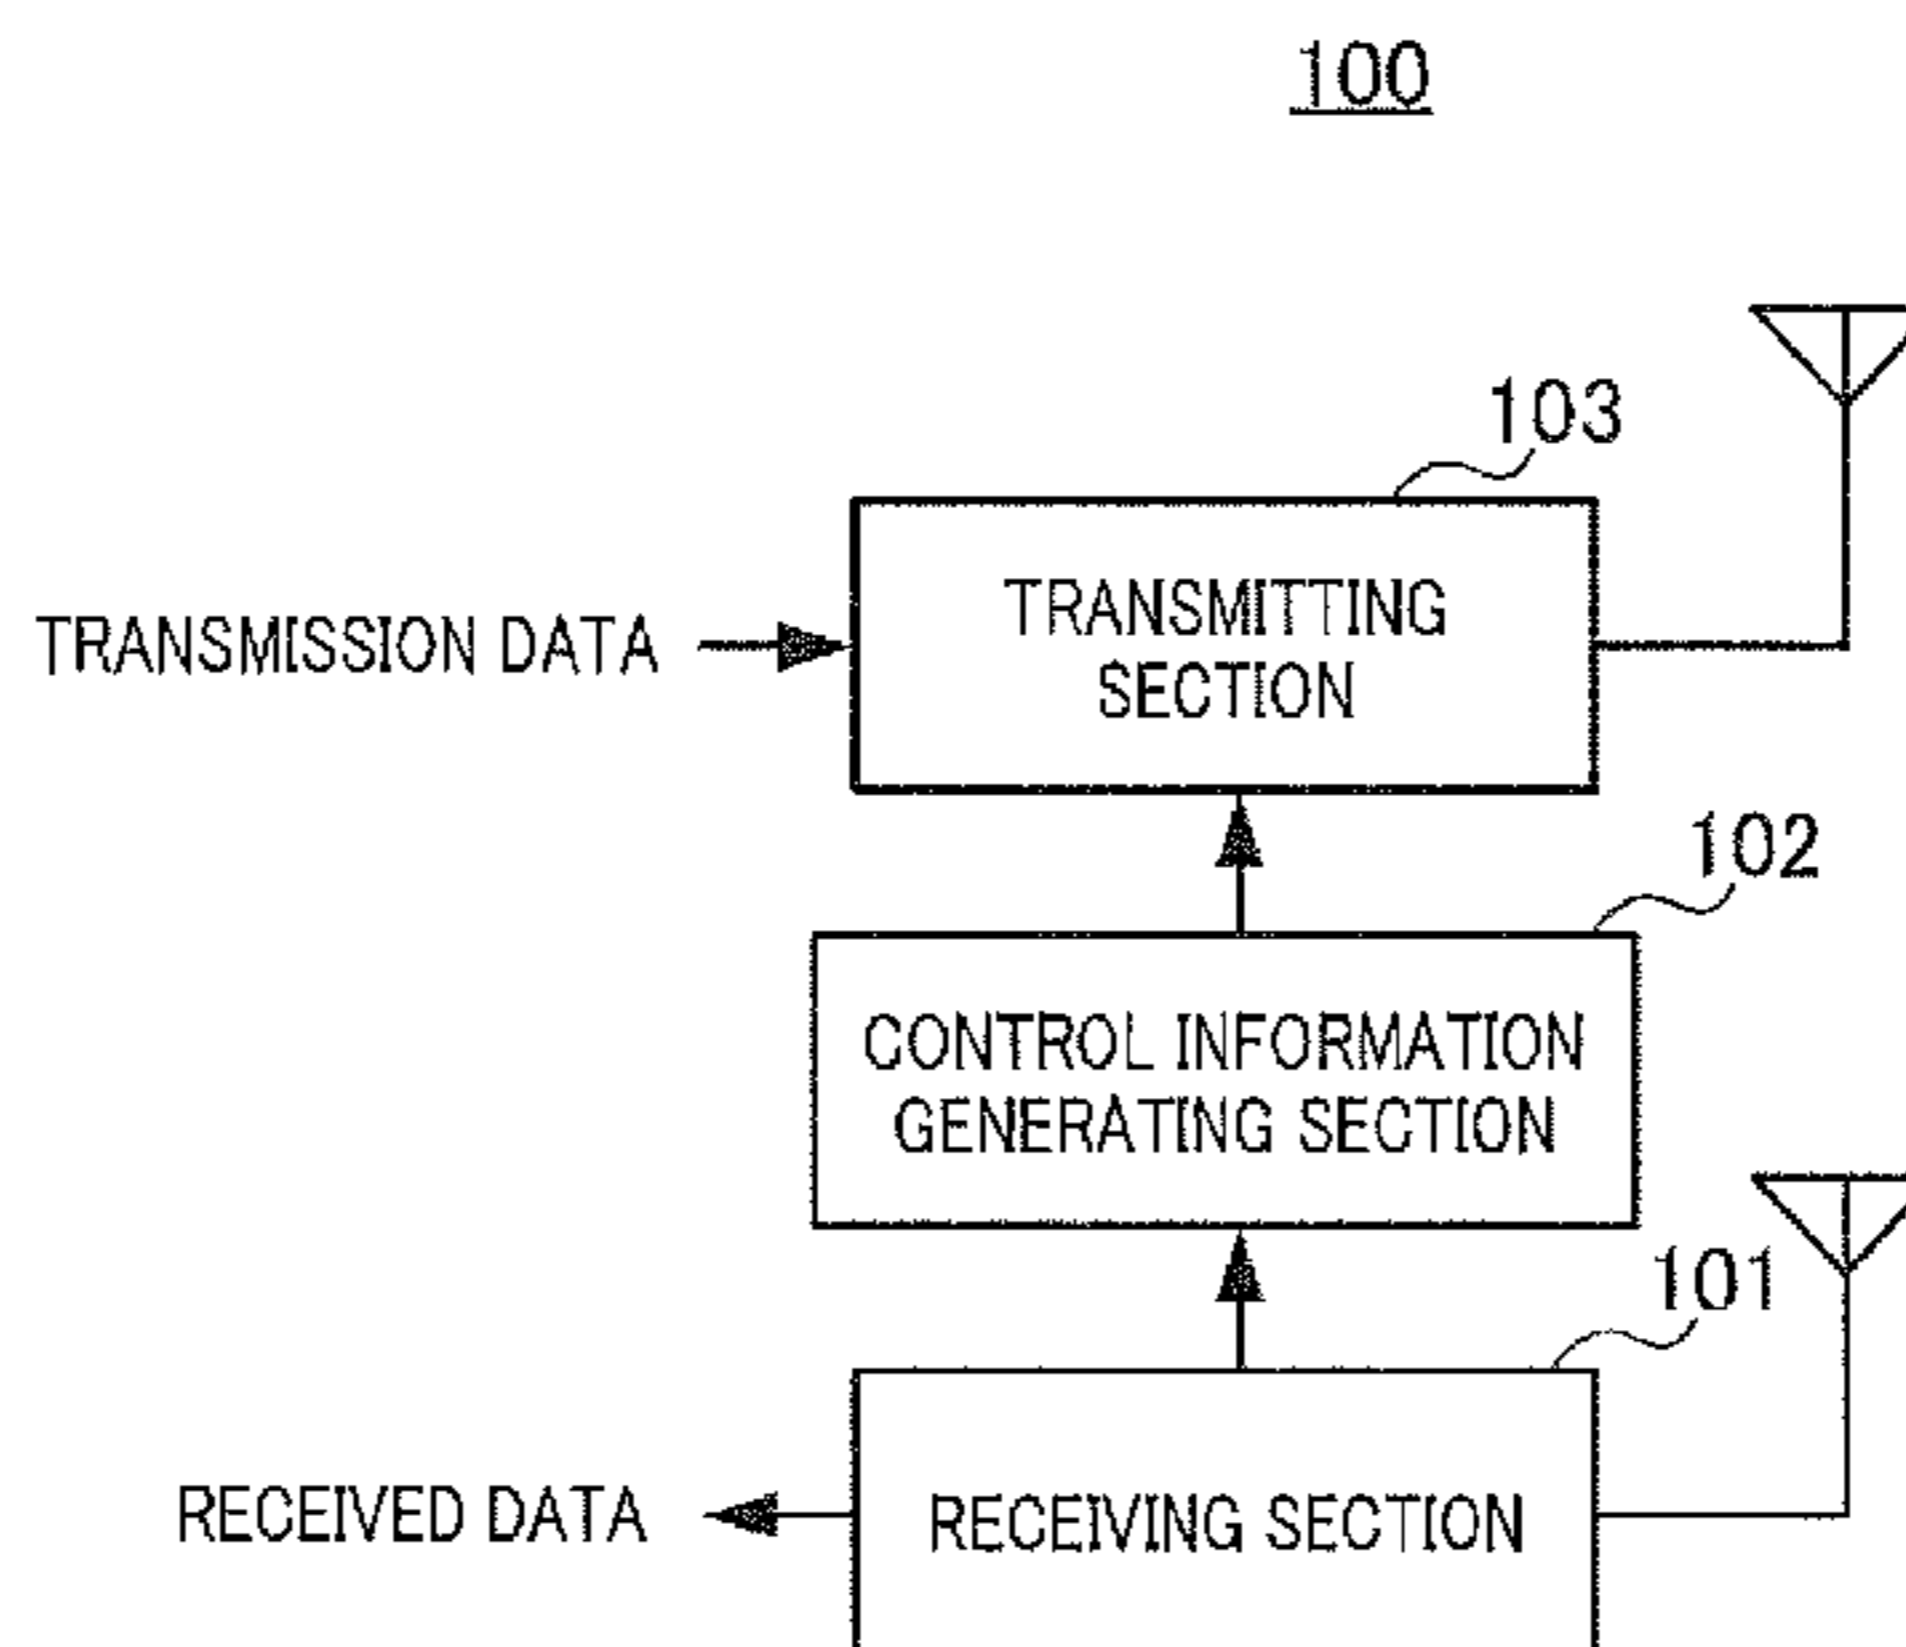 100
103
TRANSMITTING
SECTION
TRANSMISSION DATA
102
CONTROL INFORMATION
GENERATING SECTION
101
RECEIVED DATA
RECEIVING SECTION